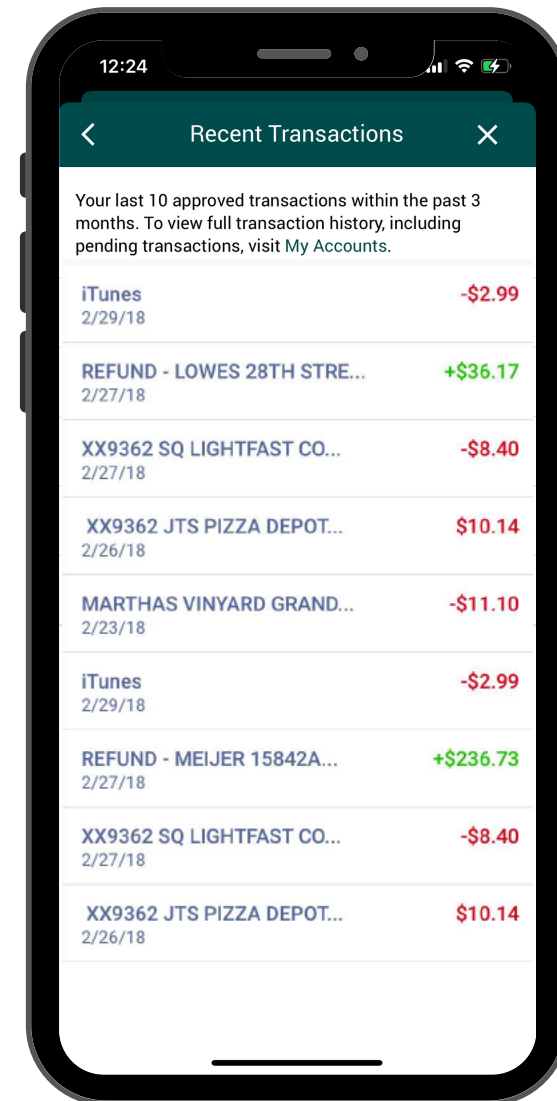 12:24
Recent Transactions
Your last 10 approved transactions within the past 3
months. To view full transaction history, including
pending transactions, visit My Accounts.
iTunes -$2.99
2/29/18
REFUND - LOWES 28TH STRE... +$36.17
2/27/18
XX9362 SQ LIGHTFAST CO... -$8.40
2/27/18
XX9362 JTS PIZZA DEPOT... $10.14
2/26/18
MARTHAS VINYARD GRAND... -$11.10
2/23/18
iTunes -$2.99
2/29/18
REFUND - MEIJER 15842A... +$236.73
2/27/18
XX9362 SQ LIGHTFAST CO... -$8.40
2/27/18
XX9362 JTS PIZZA DEPOT... $10.14
2/26/18